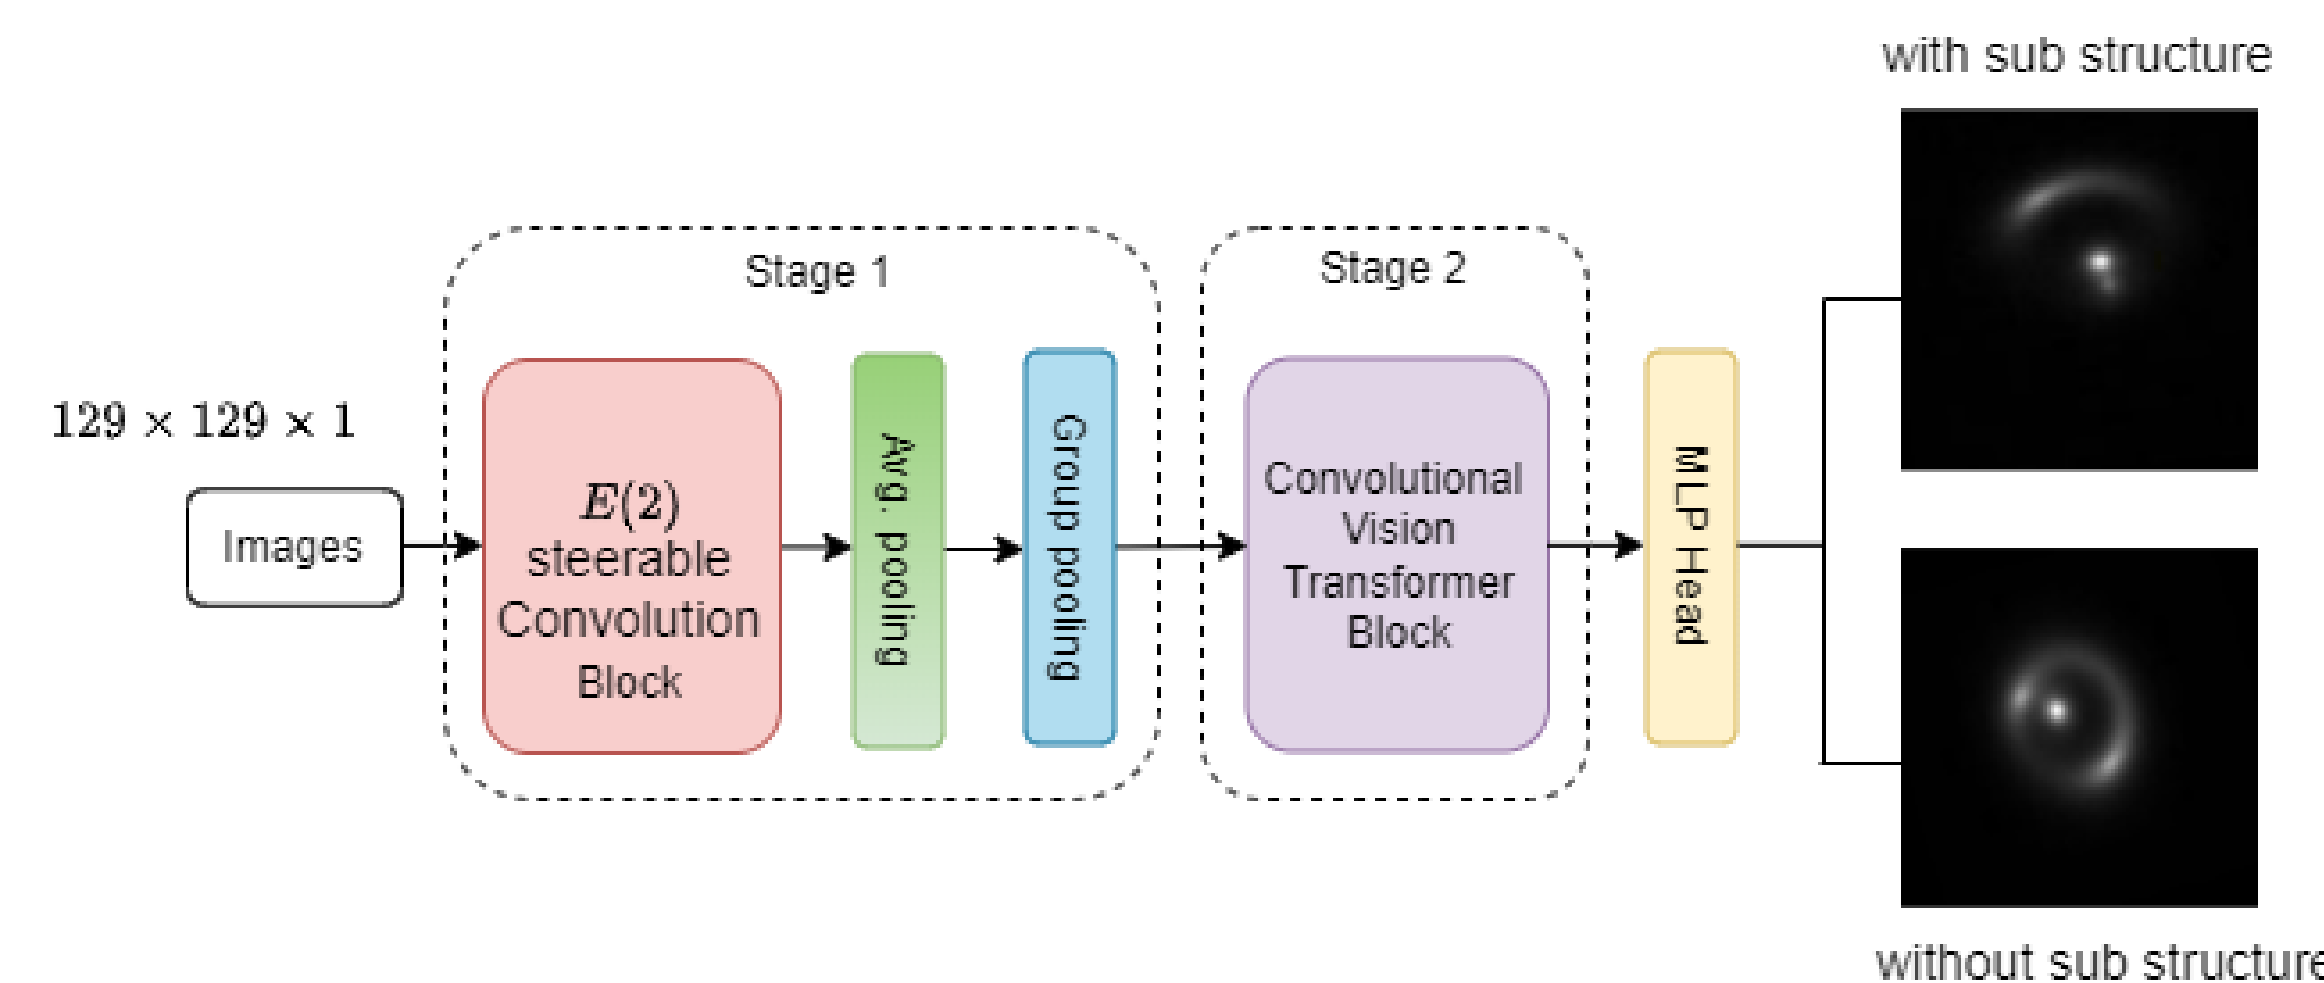 with sub structure
Stage 1
Stage 2
129 × 129 × 1
Images
E(2)
steerable
Convolution
Block
Avg. pooling
Group pooling
Convolutional
Vision
Transformer
Block
MLP Head
without sub structure